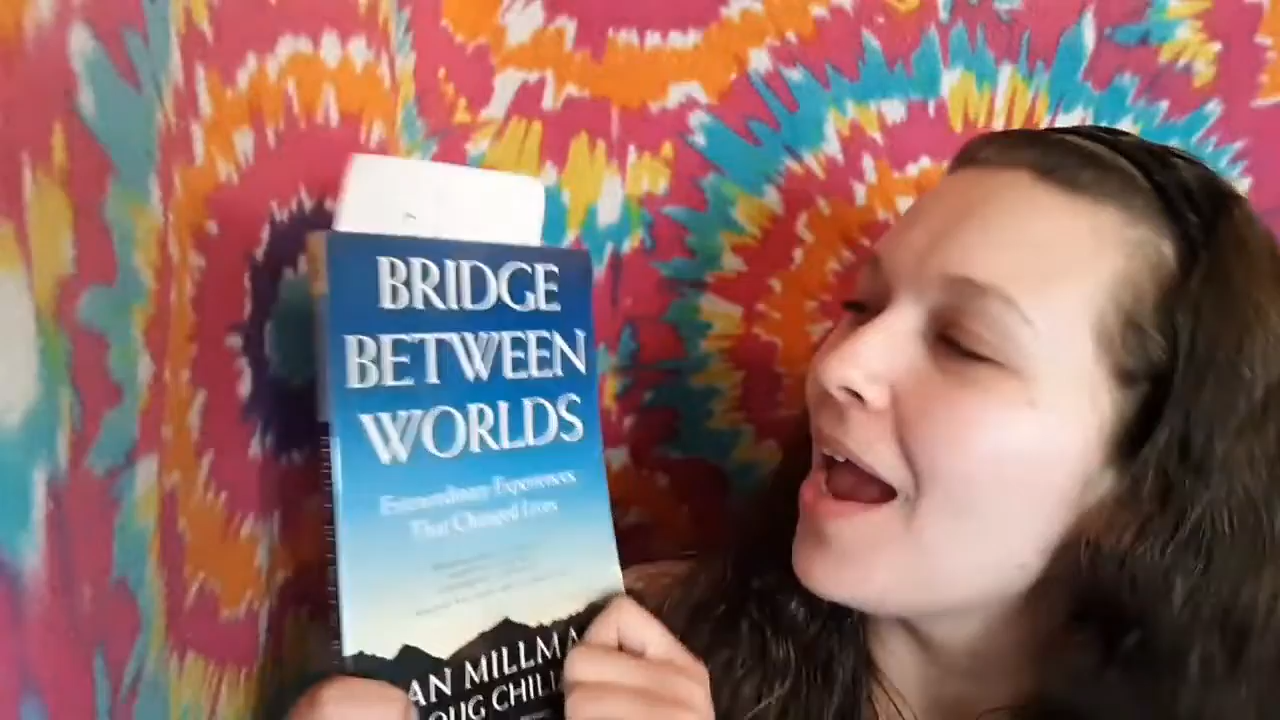 BRIDGE
BETWEEN
WORLDS
Extraordinary Experiences
That Changed Lives
AN MILLMA
OUG CHIL